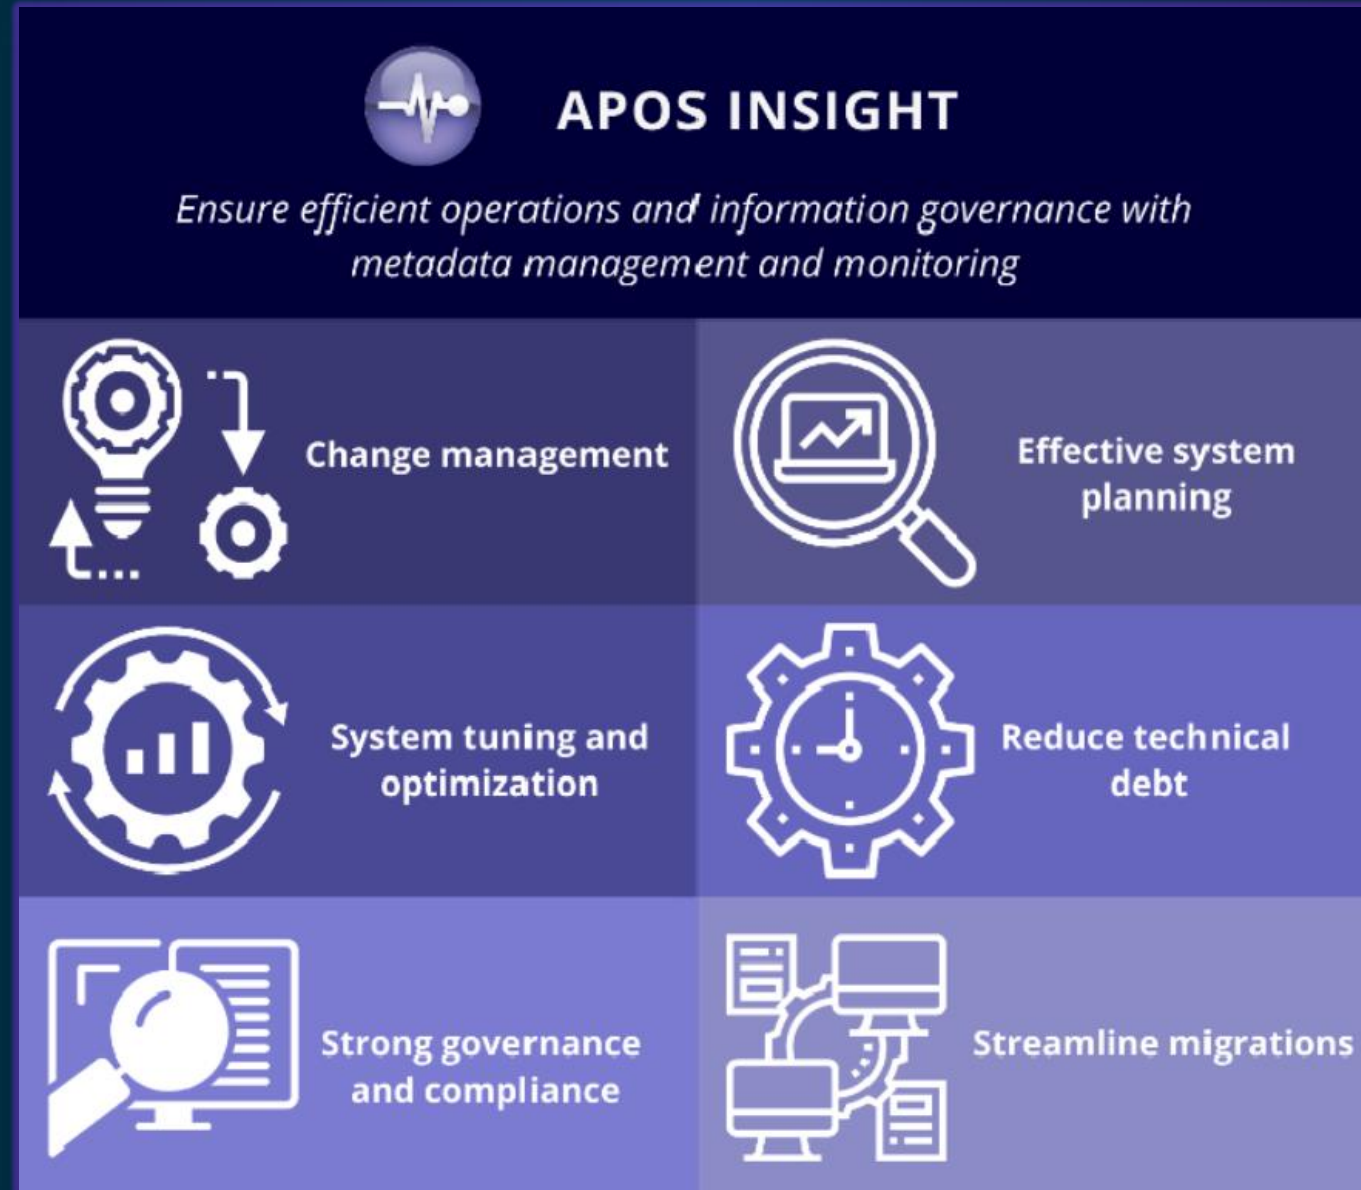 APOS INSIGHT
Ensure efficient operations and information governance with
metadata management and monitoring
Change management
Effective system
planning
System tuning and
optimization
Reduce technical
debt
Strong governance
and compliance
Streamline migrations